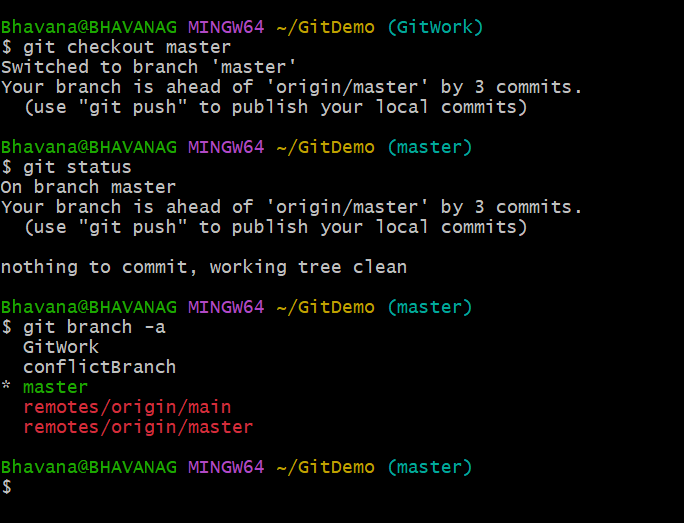 Bhavana@BHAVANAG MINGW64 ~/GitDemo (GitWork)
$ git checkout master
Switched to branch 'master'
Your branch is ahead of 'origin/master' by 3 commits.
  (use "git push" to publish your local commits)

Bhavana@BHAVANAG MINGW64 ~/GitDemo (master)
$ git status
On branch master
Your branch is ahead of 'origin/master' by 3 commits.
  (use "git push" to publish your local commits)

nothing to commit, working tree clean

Bhavana@BHAVANAG MINGW64 ~/GitDemo (master)
$ git branch -a
  GitWork
  conflictBranch
* master
  remotes/origin/main
  remotes/origin/master

Bhavana@BHAVANAG MINGW64 ~/GitDemo (master)
$